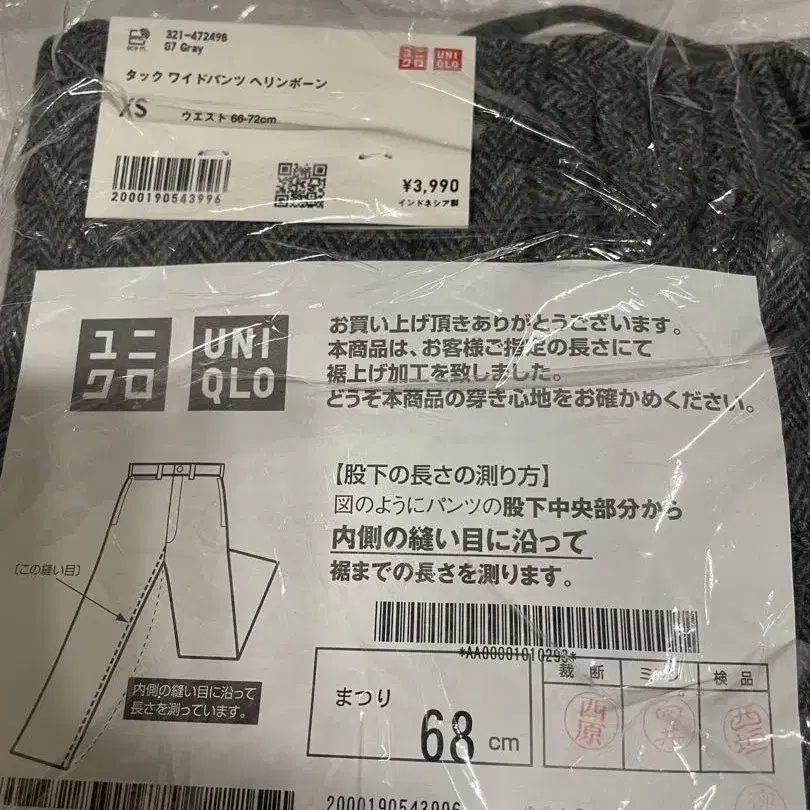 321-472498
07 Gray
ユニクロ
UNIQLO
タック ワイドパンツ ヘリンボーン
XS ウエスト 66-72cm
2000190543996
¥3,990
インドネシア製
ユニクロ
UNIQLO
お買い上げ頂きありがとうございます。
本商品は、お客様ご指定の長さにて
裾上げ加工を致しました。
どうぞ本商品の穿き心地をお確かめください。
【股下の長さの測り方】
図のようにパンツの股下中央部分から
内側の縫い目に沿って
裾までの長さを測ります。
〔この縫い目〕
内側の縫い目に沿って
長さを測っています。
*AA00001010293*
まつり
68 cm
裁断 ミシン 検品
西原
2000190543996